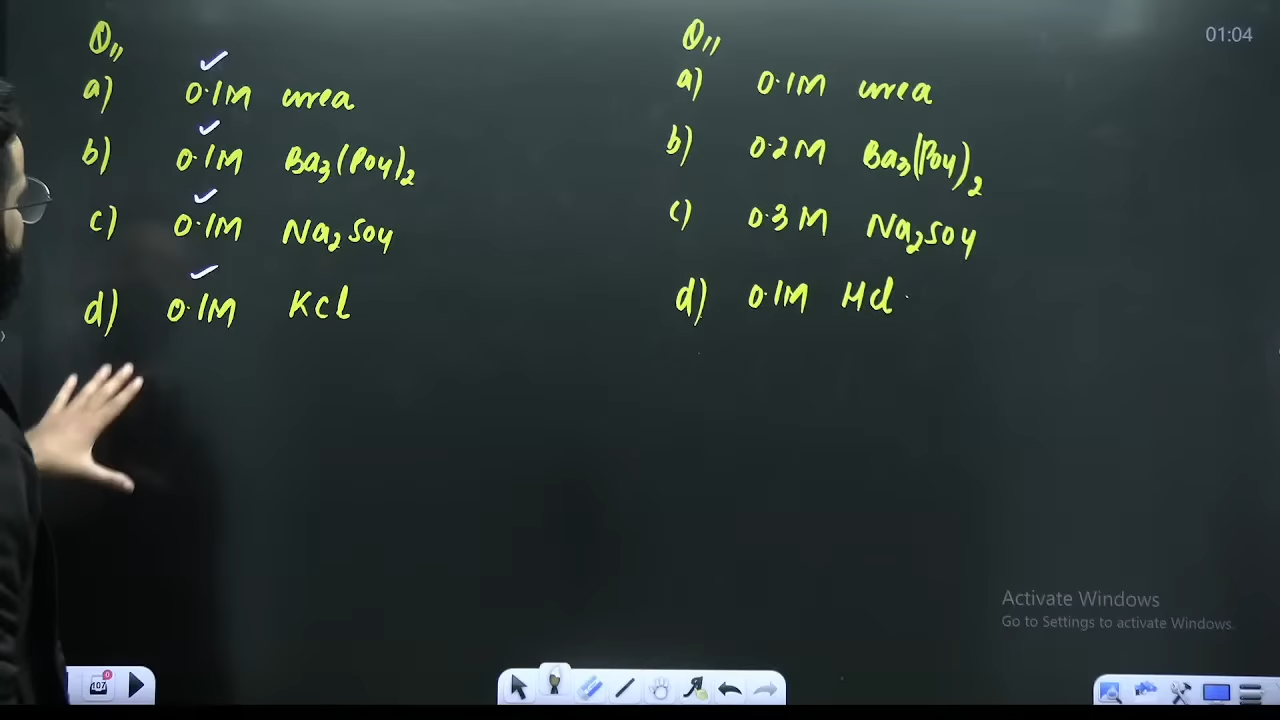 Q,,
a) 0.1M urea
b) 0.1M Ba3(PO4)2
c) 0.1M Na2SO4
d) 0.1M KCl
Q,,
a) 0.1M urea
b) 0.2M Ba3(PO4)2
c) 0.3M Na2SO4
d) 0.1M HCl.
01:04
Activate Windows
Go to Settings to activate Windows.
107
0